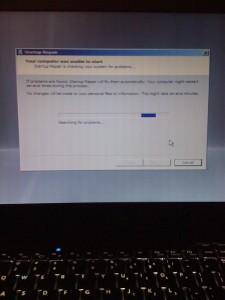 Startup Repair
Your computer was unable to start
Startup Repair is checking your system for problems...
If problems are found, Startup Repair will fix them automatically. Your computer might restart
several times during this process.
No changes will be made to your personal files or information. This might take several minutes.
Searching for problems...
Cancel